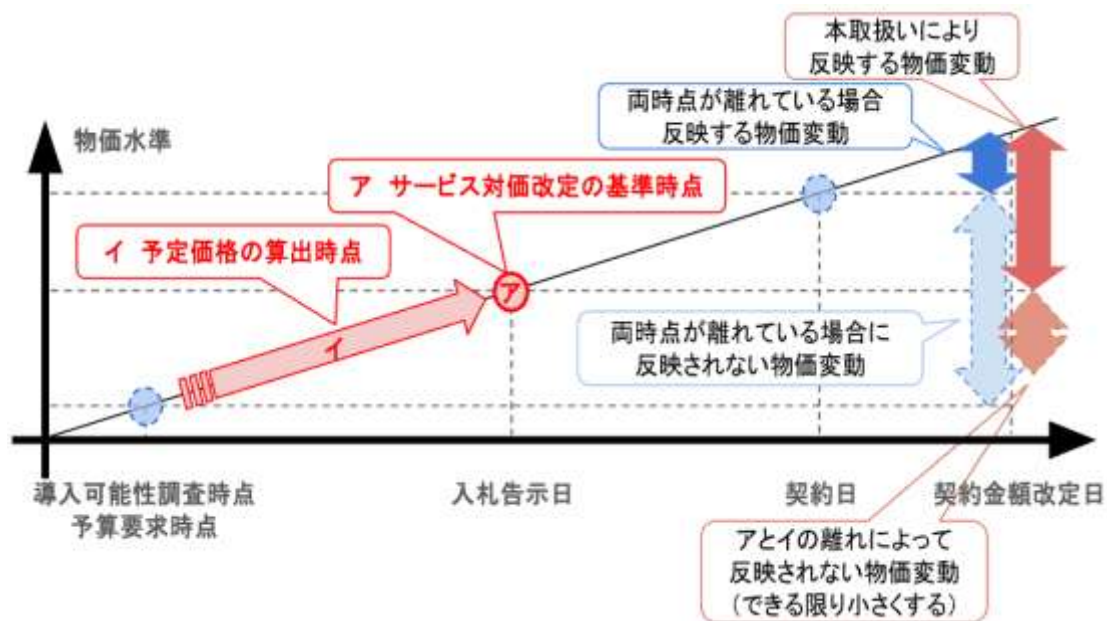 本取扱いにより
反映する物価変動
両時点が離れている場合
反映する物価変動
物価水準
ア サービス対価改定の基準時点
イ 予定価格の算出時点
ア
イ
両時点が離れている場合に
反映されない物価変動
導入可能性調査時点
予算要求時点
入札告示日
契約日
契約金額改定日
アとイの離れによって
反映されない物価変動
(できる限り小さくする)